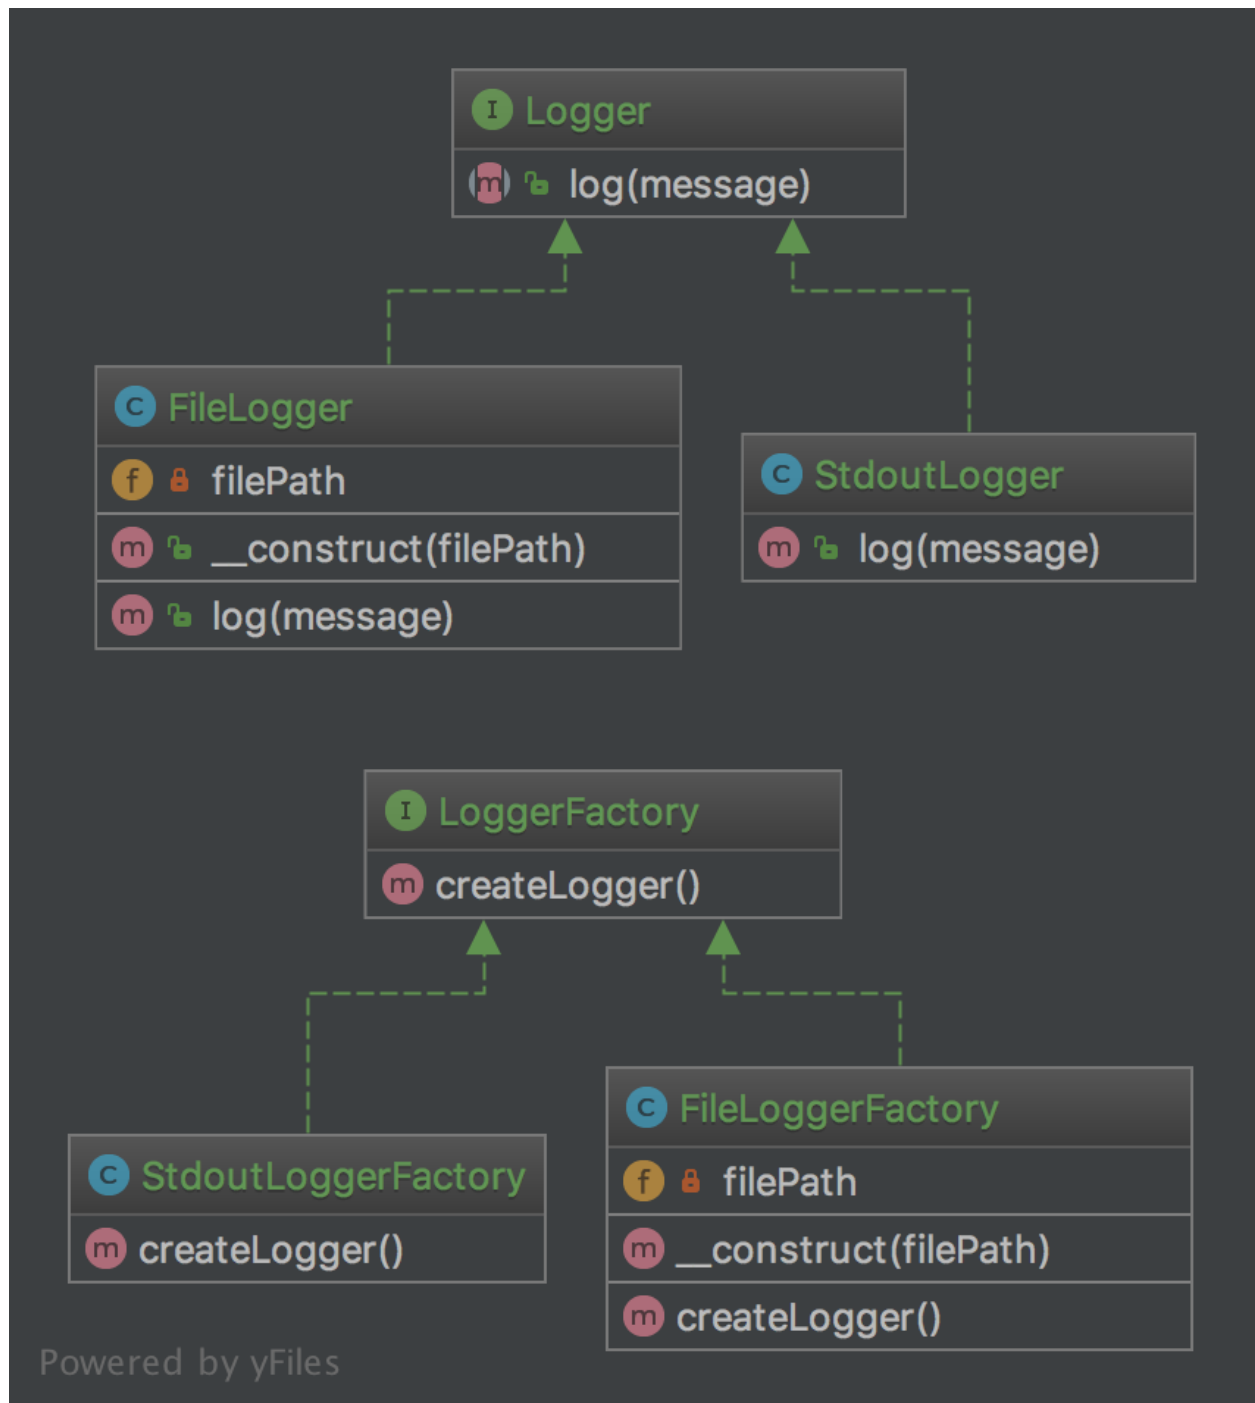 I Logger
m log(message)
C FileLogger
f filePath
m __construct(filePath)
m log(message)
C StdoutLogger
m log(message)
I LoggerFactory
m createLogger()
C StdoutLoggerFactory
m createLogger()
C FileLoggerFactory
f filePath
m __construct(filePath)
m createLogger()
Powered by yFiles